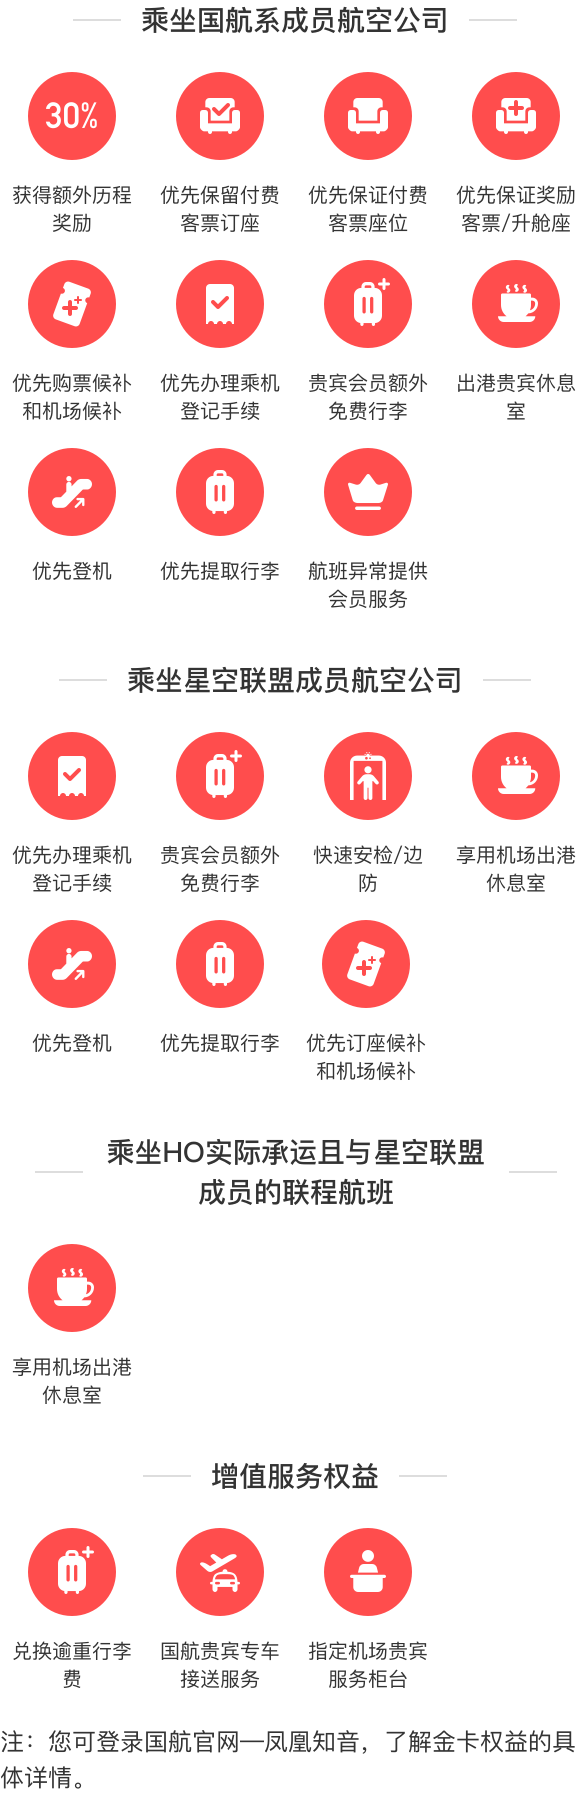 乘坐国航系成员航空公司
30%
获得额外历程
奖励
优先保留付费
客票订座
优先保证付费
客票座位
优先保证奖励
客票/升舱座
优先购票候补
和机场候补
优先办理乘机
登记手续
贵宾会员额外
免费行李
出港贵宾休息
室
优先登机
优先提取行李
航班异常提供
会员服务
乘坐星空联盟成员航空公司
优先办理乘机
登记手续
贵宾会员额外
免费行李
快速安检/边
防
享用机场出港
休息室
优先登机
优先提取行李
优先订座候补
和机场候补
乘坐HO实际承运且与星空联盟
成员的联程航班
享用机场出港
休息室
增值服务权益
兑换逾重行李
费
国航贵宾专车
接送服务
指定机场贵宾
服务柜台
注：您可登录国航官网—凤凰知音，了解金卡权益的具
体详情。